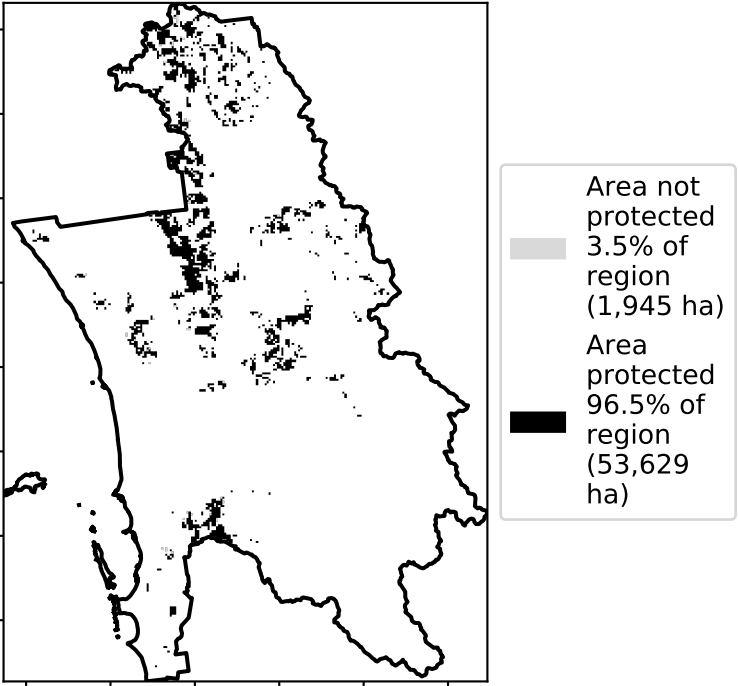 Area not
protected
3.5% of
region
(1,945 ha)
Area
protected
96.5% of
region
(53,629
ha)